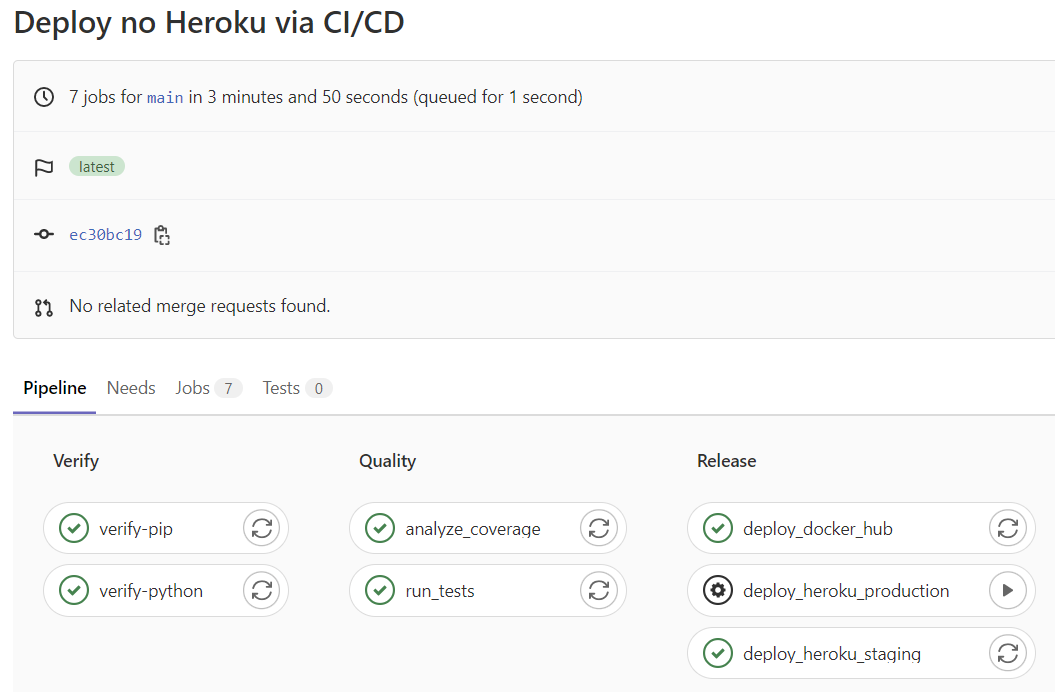 Deploy no Heroku via CI/CD
7 jobs for main in 3 minutes and 50 seconds (queued for 1 second)
latest
ec30bc19
No related merge requests found.
Pipeline Needs Jobs 7 Tests 0
Verify
verify-pip
verify-python
Quality
analyze_coverage
run_tests
Release
deploy_docker_hub
deploy_heroku_production
deploy_heroku_staging